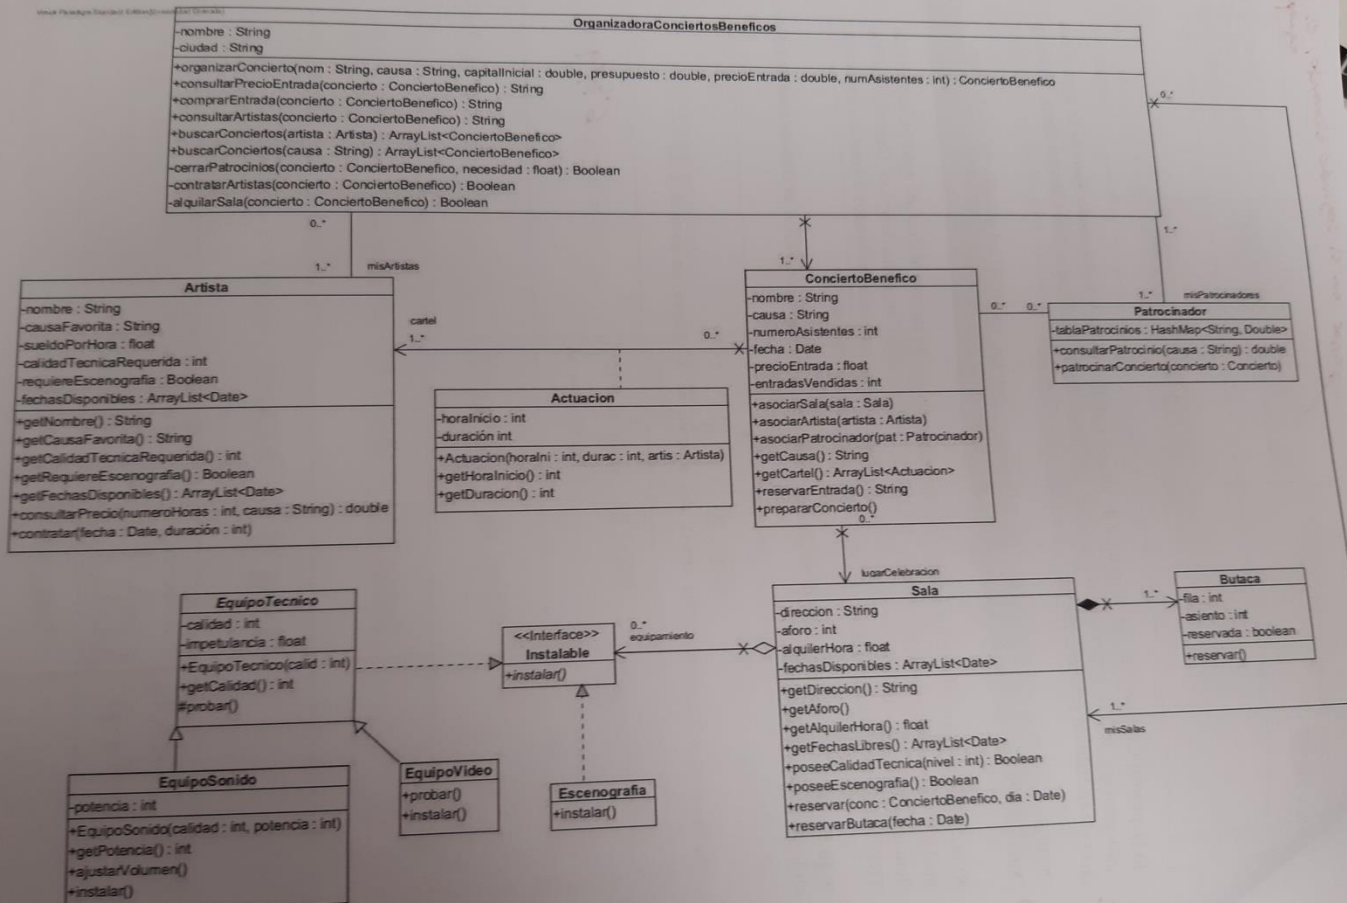 OrganizadoraConciertosBeneficos
-nombre : String
-ciudad : String
+organizarConcierto(nom : String, causa : String, capitalInicial : double, presupuesto : double, precioEntrada : double, numAsistentes : int) : ConciertoBenefico
+consultarPrecioEntrada(concierto : ConciertoBenefico) : String
+comprarEntrada(concierto : ConciertoBenefico) : String
+consultarArtistas(concierto : ConciertoBenefico) : String
+buscarConciertos(artista : Artista) : ArrayList<ConciertoBenefico>
+buscarConciertos(causa : String) : ArrayList<ConciertoBenefico>
-cerrarPatrocinios(concierto : ConciertoBenefico, necesidad : float) : Boolean
-contratarArtistas(concierto : ConciertoBenefico) : Boolean
-alquilarSala(concierto : ConciertoBenefico) : Boolean
0..*
0..*
1..*
1..* misArtistas
1..*
1..* misPatrocinadores
Artista
-nombre : String
-causaFavorita : String
-sueldoPorHora : float
-calidadTecnicaRequerida : int
-requiereEscenografia : Boolean
-fechasDisponibles : ArrayList<Date>
+getNombre() : String
+getCausaFavorita() : String
+getCalidadTecnicaRequerida() : int
+getRequiereEscenografia() : Boolean
+getFechasDisponibles() : ArrayList<Date>
+consultarPrecio(numeroHoras : int, causa : String) : double
+contratar(fecha : Date, duración : int)
cartel
1..*
0..*
Actuacion
-horaInicio : int
-duración int
+Actuacion(horaIni : int, durac : int, artis : Artista)
+getHoraInicio() : int
+getDuracion() : int
ConciertoBenefico
-nombre : String
-causa : String
-numeroAsistentes : int
-fecha : Date
-precioEntrada : float
-entradasVendidas : int
+asociarSala(sala : Sala)
+asociarArtista(artista : Artista)
+asociarPatrocinador(pat : Patrocinador)
+getCausa() : String
+getCartel() : ArrayList<Actuacion>
+reservarEntrada() : String
+prepararConcierto()
0..*
0..* 0..*
Patrocinador
-tablaPatrocinios : HashMap<String, Double>
+consultarPatrocinio(causa : String) : double
+patrocinarConcierto(concierto : Concierto)
lugarCelebracion
EquipoTecnico
-calidad : int
-impetulancia : float
+EquipoTecnico(calid : int)
+getCalidad() : int
#probar()
<<Interface>>
Instalable
+instalar()
0..*
equipamiento
Sala
-direccion : String
-aforo : int
-alquilerHora : float
-fechasDisponibles : ArrayList<Date>
+getDireccion() : String
+getAforo()
+getAlquilerHora() : float
+getFechasLibres() : ArrayList<Date>
+poseeCalidadTecnica(nivel : int) : Boolean
+poseeEscenografia() : Boolean
+reservar(conc : ConciertoBenefico, dia : Date)
+reservarButaca(fecha : Date)
1..*
Butaca
-fila : int
-asiento : int
-reservada : boolean
+reservar()
1..*
misSalas
EquipoSonido
-potencia : int
+EquipoSonido(calidad : int, potencia : int)
+getPotencia() : int
+ajustarVolumen()
+instalar()
EquipoVideo
+probar()
+instalar()
Escenografia
+instalar()